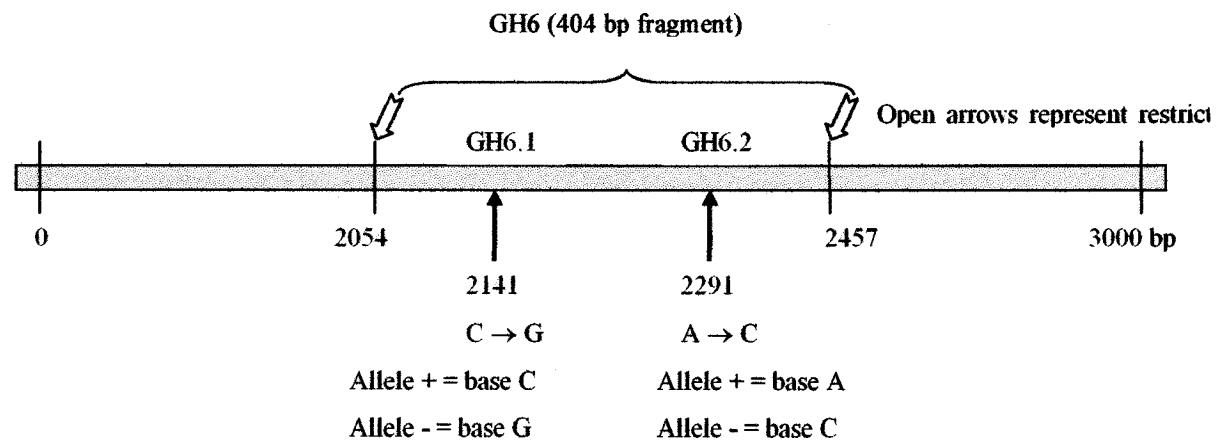 GH6 (404 bp fragment)
Open arrows represent
GH6.1 GH6.2
0 2054 2457 3000 bp
2141 2291
C → G A → C
Allele + = base C Allele + = base A
Allele - = base G Allele - = base C